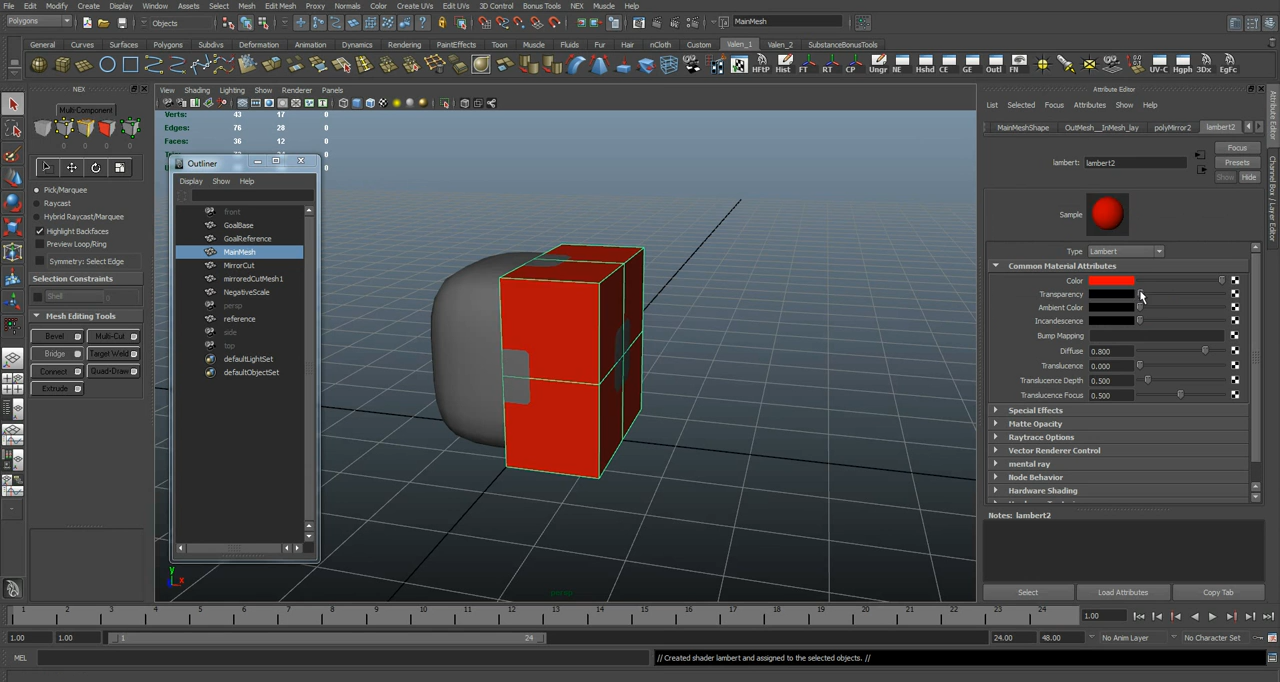 File Edit Modify Create Display Window Assets Select Mesh Edit Mesh Proxy Normals Color Create UVs Edit UVs 3D Control Bonus Tools NEX Muscle Help
Polygons Objects MainMesh
General Curves Surfaces Polygons Subdivs Deformation Animation Dynamics Rendering PaintEffects Toon Muscle Fluids Fur Hair nCloth Custom Valen_1 Valen_2 SubstanceBonusTools
HFtP Hist FT RT CP Ungr NE Hshd CE GE Outl FN UV-C Hgph 3Dx EgFc
NEX
Multi-Component
Pick/Marquee
Raycast
Hybrid Raycast/Marquee
Highlight Backfaces
Preview Loop/Ring
Symmetry: Select Edge
Selection Constraints
Shell
Mesh Editing Tools
Bevel Multi-Cut
Bridge Target Weld
Connect Quad-Draw
Extrude
View Shading Lighting Show Renderer Panels
Verts: 43 17 0
Edges: 76 28 0
Faces: 36 12 0
0
0
Outliner
Display Show Help
front
GoalBase
GoalReference
MainMesh
MirrorCut
mirroredCutMesh1
NegativeScale
persp
reference
side
top
defaultLightSet
defaultObjectSet
y
x
persp
Attribute Editor
List Selected Focus Attributes Show Help
MainMeshShape OutMesh__InMesh_lay polyMirror2 lambert2
lambert: lambert2
Focus
Presets
Show Hide
Sample
Type Lambert
Common Material Attributes
Color
Transparency
Ambient Color
Incandescence
Bump Mapping
Diffuse 0.800
Translucence 0.000
Translucence Depth 0.500
Translucence Focus 0.500
Special Effects
Matte Opacity
Raytrace Options
Vector Renderer Control
mental ray
Node Behavior
Hardware Shading
Notes: lambert2
Select Load Attributes Copy Tab
Attribute Editor
Channel Box / Layer Editor
1 2 3 4 5 6 7 8 9 10 11 12 13 14 15 16 17 18 19 20 21 22 23 24 1.00
1.00 1.00 1 24 24.00 48.00 No Anim Layer No Character Set
MEL // Created shader lambert and assigned to the selected objects. //